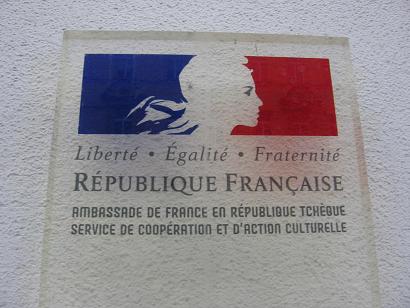 Liberté • Égalité • Fraternité
RÉPUBLIQUE FRANÇAISE
AMBASSADE DE FRANCE EN RÉPUBLIQUE TCHÈQUE
SERVICE DE COOPÉRATION ET D'ACTION CULTURELLE